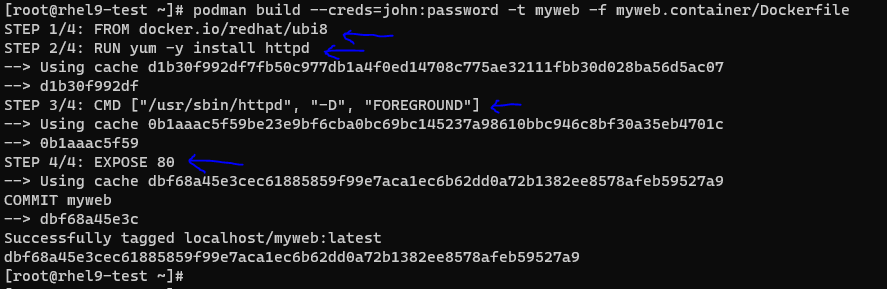 [root@rhel9-test ~]# podman build --creds=john:password -t myweb -f myweb.container/Dockerfile
STEP 1/4: FROM docker.io/redhat/ubi8
STEP 2/4: RUN yum -y install httpd
--> Using cache d1b30f992df7fb50c977db1a4f0ed14708c775ae32111fbb30d028ba56d5ac07
--> d1b30f992df
STEP 3/4: CMD ["/usr/sbin/httpd", "-D", "FOREGROUND"]
--> Using cache 0b1aaac5f59be23e9bf6cba0bc69bc145237a98610bbc946c8bf30a35eb4701c
--> 0b1aaac5f59
STEP 4/4: EXPOSE 80
--> Using cache dbf68a45e3cec61885859f99e7aca1ec6b62dd0a72b1382ee8578afeb59527a9
COMMIT myweb
--> dbf68a45e3c
Successfully tagged localhost/myweb:latest
dbf68a45e3cec61885859f99e7aca1ec6b62dd0a72b1382ee8578afeb59527a9
[root@rhel9-test ~]#